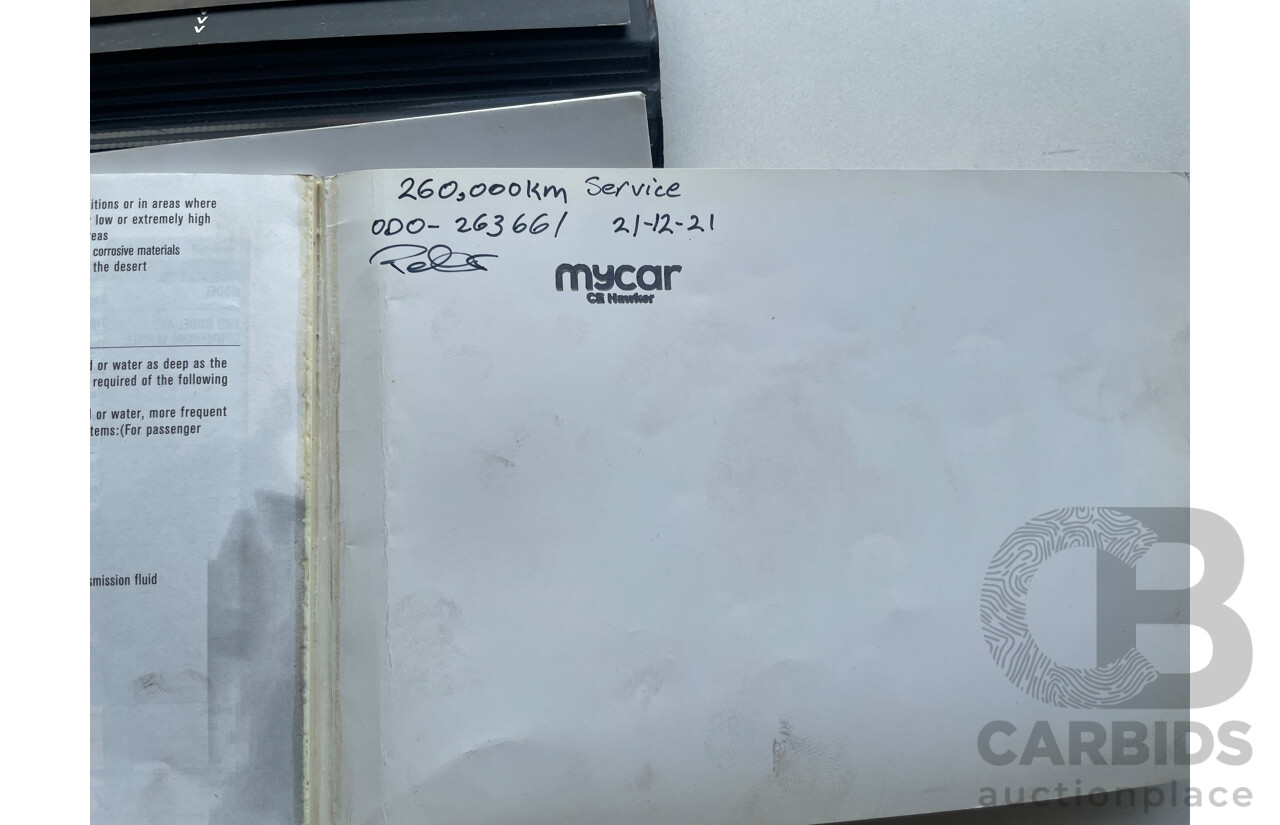 itions or in areas where
low or extremely high
eas
corrosive materials
the desert
d or water as deep as the
required of the following
d or water, more frequent
tems:(For passenger
smission fluid
260,000km Service
ODO- 263661 21-12-21
mycar
CE Hawker
CB
CARBIDS
auctionplace